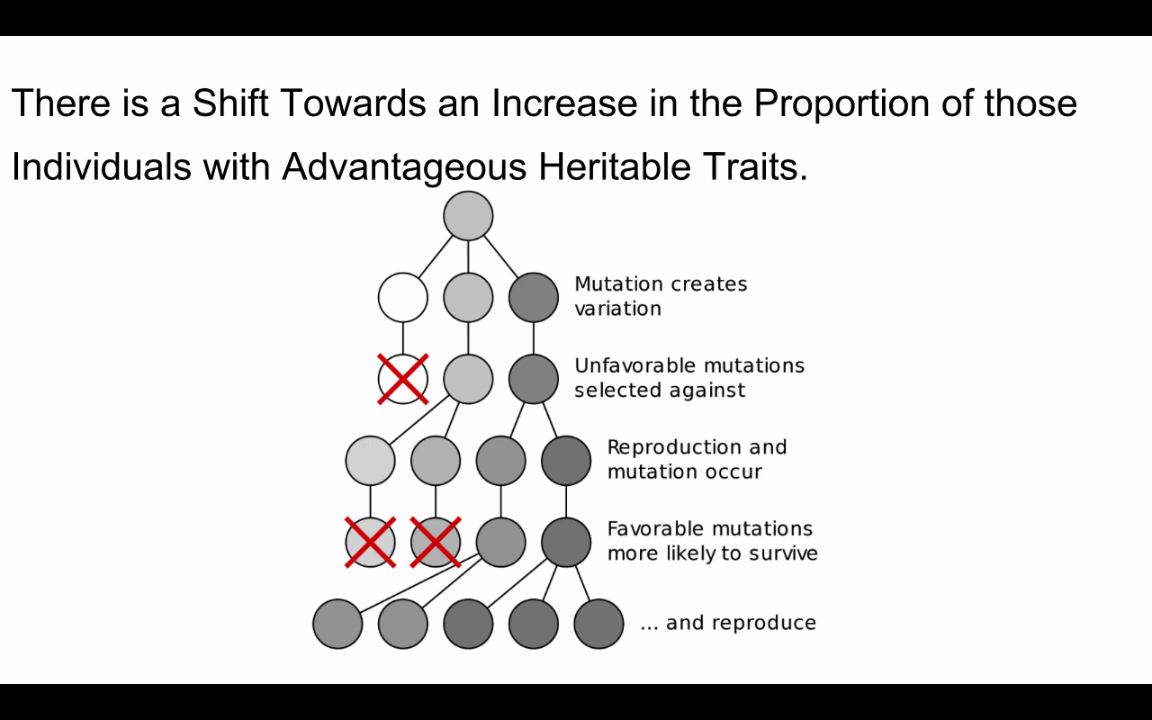 There is a Shift Towards an Increase in the Proportion of those
Individuals with Advantageous Heritable Traits.
Mutation creates
variation
Unfavorable mutations
selected against
Reproduction and
mutation occur
Favorable mutations
more likely to survive
... and reproduce